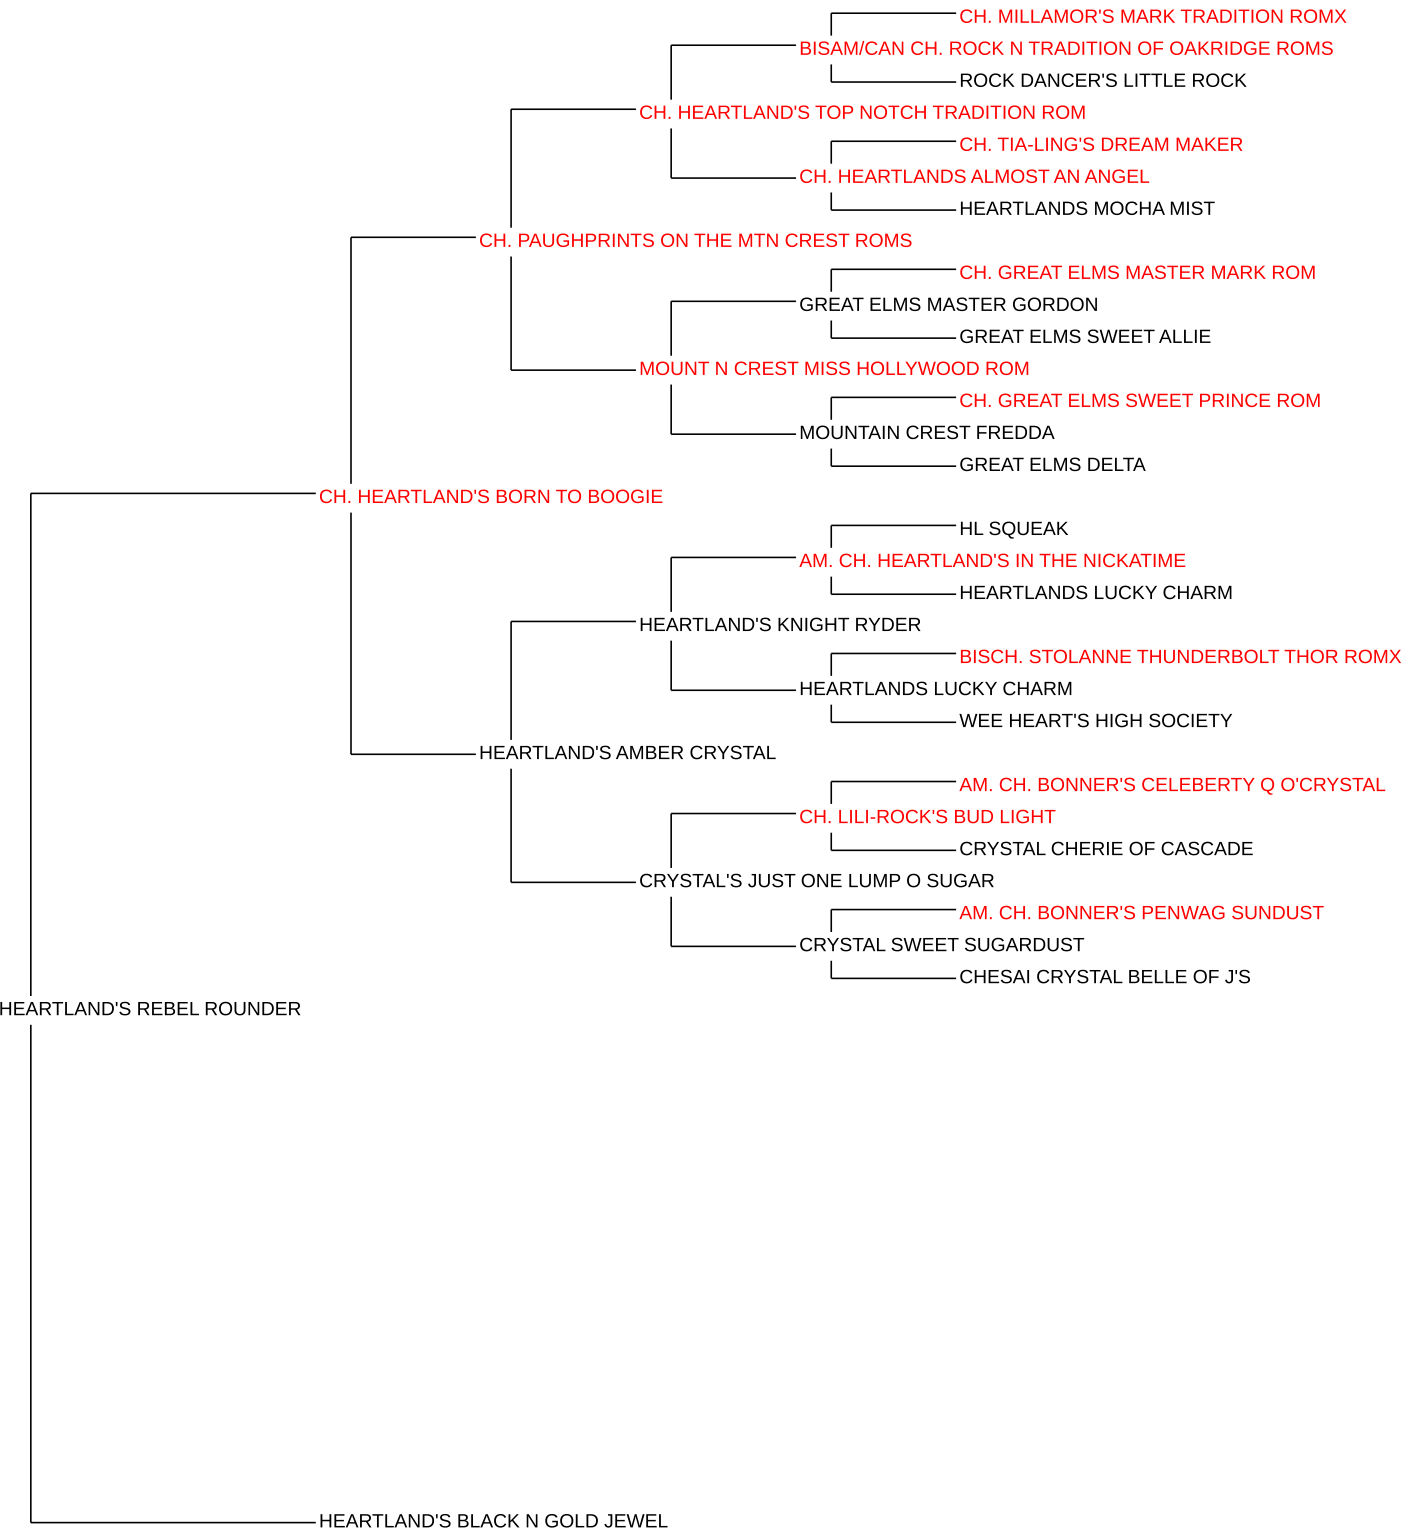 CH. MILLAMOR'S MARK TRADITION ROMX
BISAM/CAN CH. ROCK N TRADITION OF OAKRIDGE ROMS
ROCK DANCER'S LITTLE ROCK
CH. HEARTLAND'S TOP NOTCH TRADITION ROM
CH. TIA-LING'S DREAM MAKER
CH. HEARTLANDS ALMOST AN ANGEL
HEARTLANDS MOCHA MIST
CH. PAUGHPRINTS ON THE MTN CREST ROMS
CH. GREAT ELMS MASTER MARK ROM
GREAT ELMS MASTER GORDON
GREAT ELMS SWEET ALLIE
MOUNT N CREST MISS HOLLYWOOD ROM
CH. GREAT ELMS SWEET PRINCE ROM
MOUNTAIN CREST FREDDA
GREAT ELMS DELTA
CH. HEARTLAND'S BORN TO BOOGIE
HL SQUEAK
AM. CH. HEARTLAND'S IN THE NICKATIME
HEARTLANDS LUCKY CHARM
HEARTLAND'S KNIGHT RYDER
BISCH. STOLANNE THUNDERBOLT THOR ROMX
HEARTLANDS LUCKY CHARM
WEE HEART'S HIGH SOCIETY
HEARTLAND'S AMBER CRYSTAL
AM. CH. BONNER'S CELEBERTY Q O'CRYSTAL
CH. LILI-ROCK'S BUD LIGHT
CRYSTAL CHERIE OF CASCADE
CRYSTAL'S JUST ONE LUMP O SUGAR
AM. CH. BONNER'S PENWAG SUNDUST
CRYSTAL SWEET SUGARDUST
CHESAI CRYSTAL BELLE OF J'S
HEARTLAND'S REBEL ROUNDER
HEARTLAND'S BLACK N GOLD JEWEL